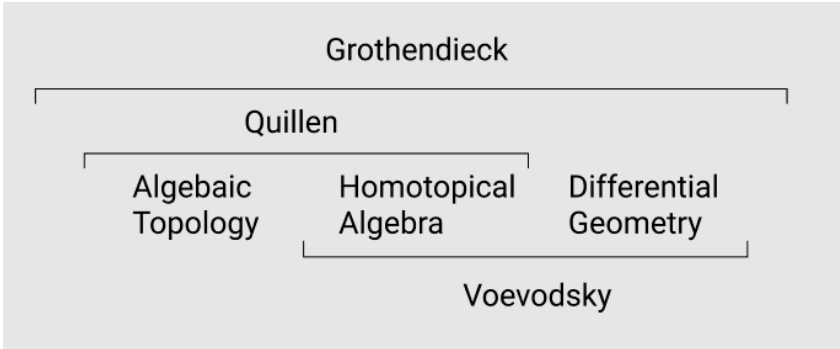 Grothendieck
Quillen
Algebaic Homotopical Differential
Topology Algebra Geometry
Voevodsky